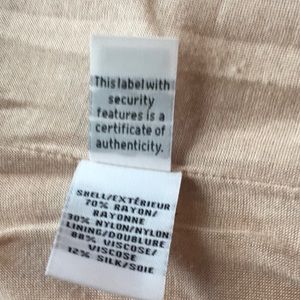 This label with
security
features is a
certificate of
authenticity.
SHELL/EXTÉRIEUR
70% RAYON/
RAYONNE
30% NYLON/NYLON
LINING/DOUBLURE
88% VISCOSE/
VISCOSE
12% SILK/SOIE